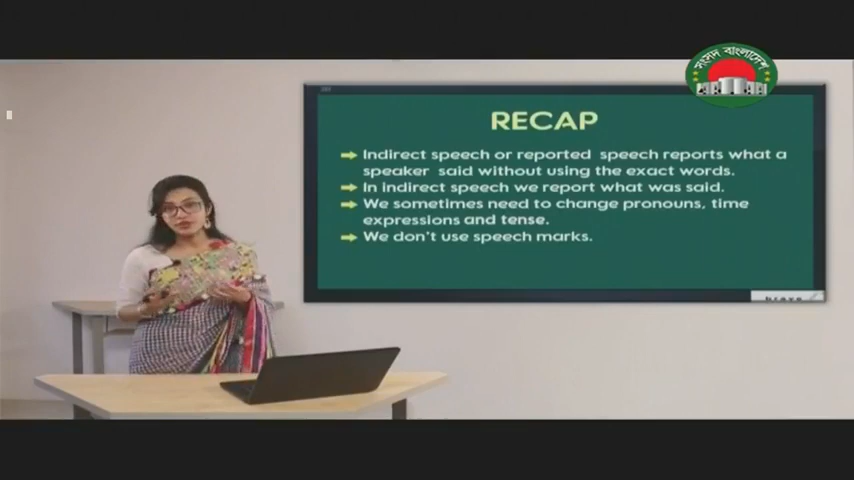 সংসদ বাংলাদেশ
RECAP
Indirect speech or reported speech reports what a
speaker said without using the exact words.
In indirect speech we report what was said.
We sometimes need to change pronouns, time
expressions and tense.
We don't use speech marks.